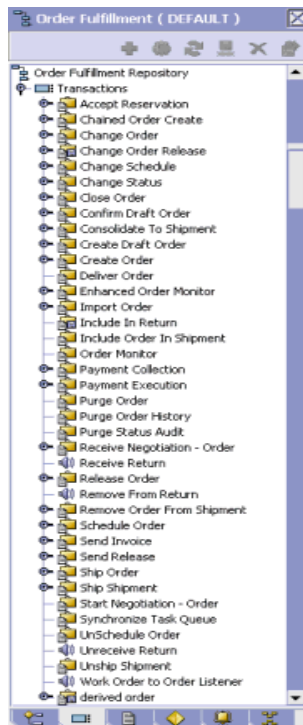 Order Fulfillment ( DEFAULT )
Order Fulfillment Repository
Transactions
Accept Reservation
Chained Order Create
Change Order
Change Order Release
Change Schedule
Change Status
Close Order
Confirm Draft Order
Consolidate To Shipment
Create Draft Order
Create Order
Deliver Order
Enhanced Order Monitor
Import Order
Include In Return
Include Order In Shipment
Order Monitor
Payment Collection
Payment Execution
Purge Order
Purge Order History
Purge Status Audit
Receive Negotiation - Order
Receive Return
Release Order
Remove From Return
Remove Order From Shipment
Schedule Order
Send Invoice
Send Release
Ship Order
Ship Shipment
Start Negotiation - Order
Synchronize Task Queue
UnSchedule Order
Unreceive Return
Unship Shipment
Work Order to Order Listener
derived order